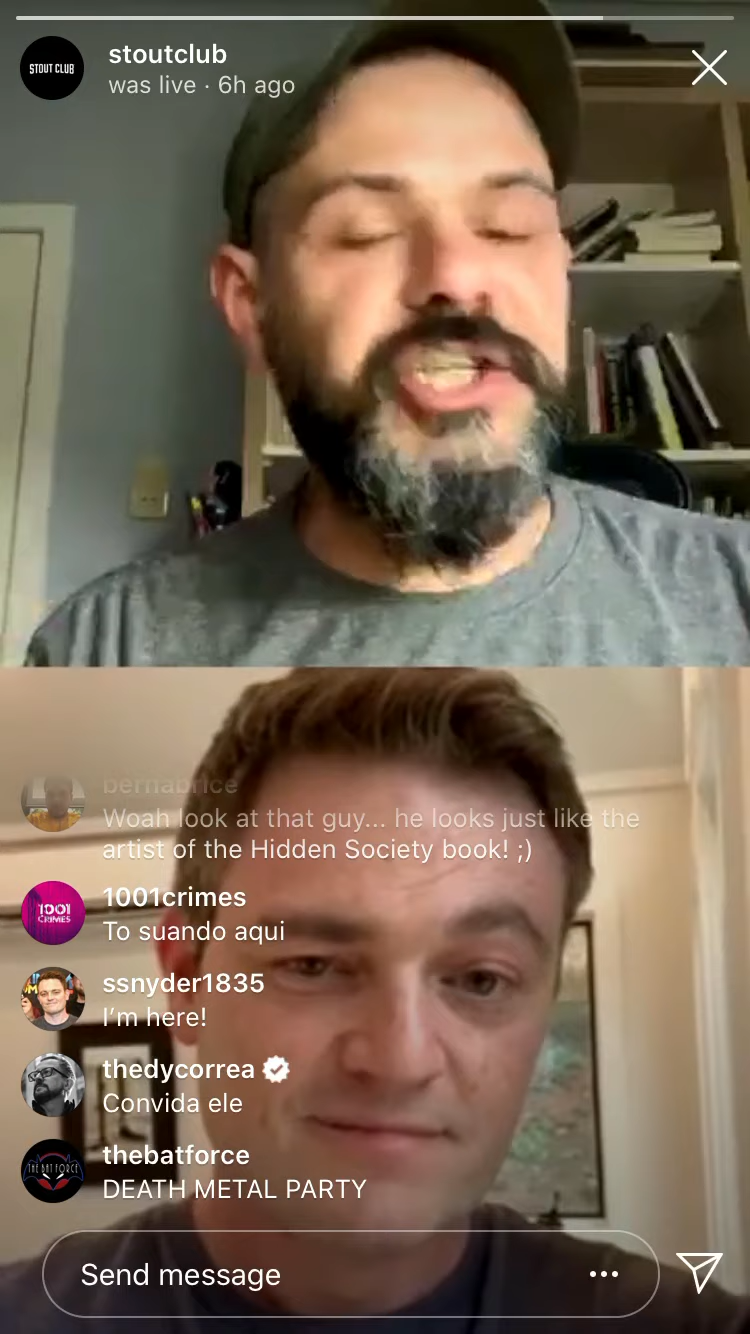 STOUT CLUB
stoutclub
was live · 6h ago
bernabrice
Woah look at that guy... he looks just like the
artist of the Hidden Society book! ;)
1001
CRIMES
1001crimes
To suando aqui
ssnyder1835
I'm here!
thedycorrea
Convida ele
THE BAT FORCE
thebatforce
DEATH METAL PARTY
Send message